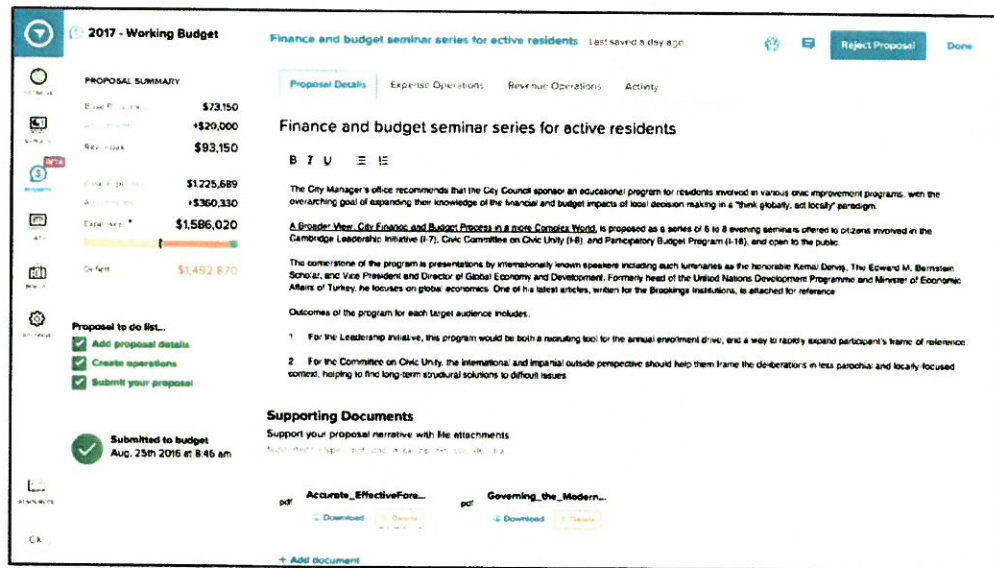 2017 - Working Budget
Finance and budget seminar series for active residents Last saved a day ago
Reject Proposal
Done
PROPOSAL SUMMARY
$73,150
+$20,000
Revenues $93,150
$1,225,689
+$360,330
Expenses * $1,586,020
Deficit $1,492,870
BETA
Proposal to do list...
Add proposal details
Create operations
Submit your proposal
Submitted to budget
Aug. 25th 2016 at 8:46 am
RESOURCES
CK
Proposal Details Expense Operations Revenue Operations Activity
Finance and budget seminar series for active residents
B I U
The City Manager's office recommends that the City Council sponsor an educational program for residents involved in various civic improvement programs, with the
overarching goal of expanding their knowledge of the financial and budget impacts of local decision making in a "think globally, act locally" paradigm.
A Broader View: City Finance and Budget Process in a more Complex World, is proposed as a series of 6 to 8 evening seminars offered to citizens involved in the
Cambridge Leadership Initiative (I-7), Civic Committee on Civic Unity (I-8), and Participatory Budget Program (I-16), and open to the public.
The cornerstone of the program is presentations by internationally known speakers including such luminaries as the honorable Kemal Derviş, The Edward M. Bernstein
Scholar, and Vice President and Director of Global Economy and Development. Formerly head of the United Nations Development Programme and Minister of Economic
Affairs of Turkey, he focuses on global economics. One of his latest articles, written for the Brookings Institutions, is attached for reference.
Outcomes of the program for each target audience includes:
1. For the Leadership Initiative, this program would be both a recruiting tool for the annual enrollment drive, and a way to rapidly expand participant's frame of reference.
2. For the Committee on Civic Unity, the international and impartial outside perspective should help them frame the deliberations in less parochial and locally-focused
context, helping to find long-term structural solutions to difficult issues.
Supporting Documents
Support your proposal narrative with file attachments
pdf Accurate_EffectiveFore...
Download Delete
pdf Governing_the_Modern...
Download Delete
+ Add document